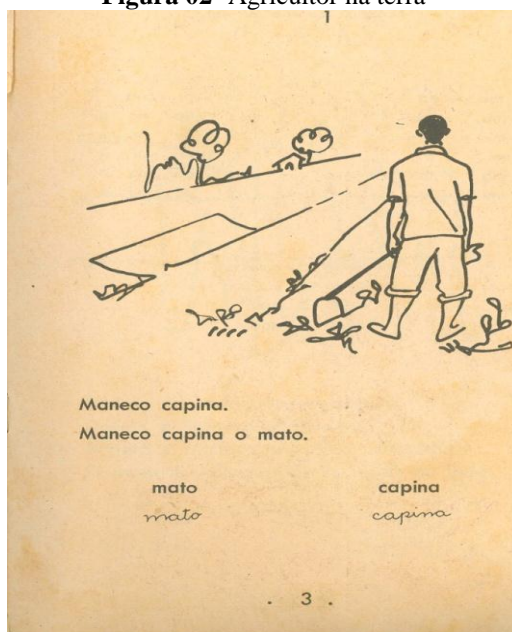 Figura 02- Agricultor na terra
1
Maneco capina.
Maneco capina o mato.
mato capina
mato capina
. 3 .